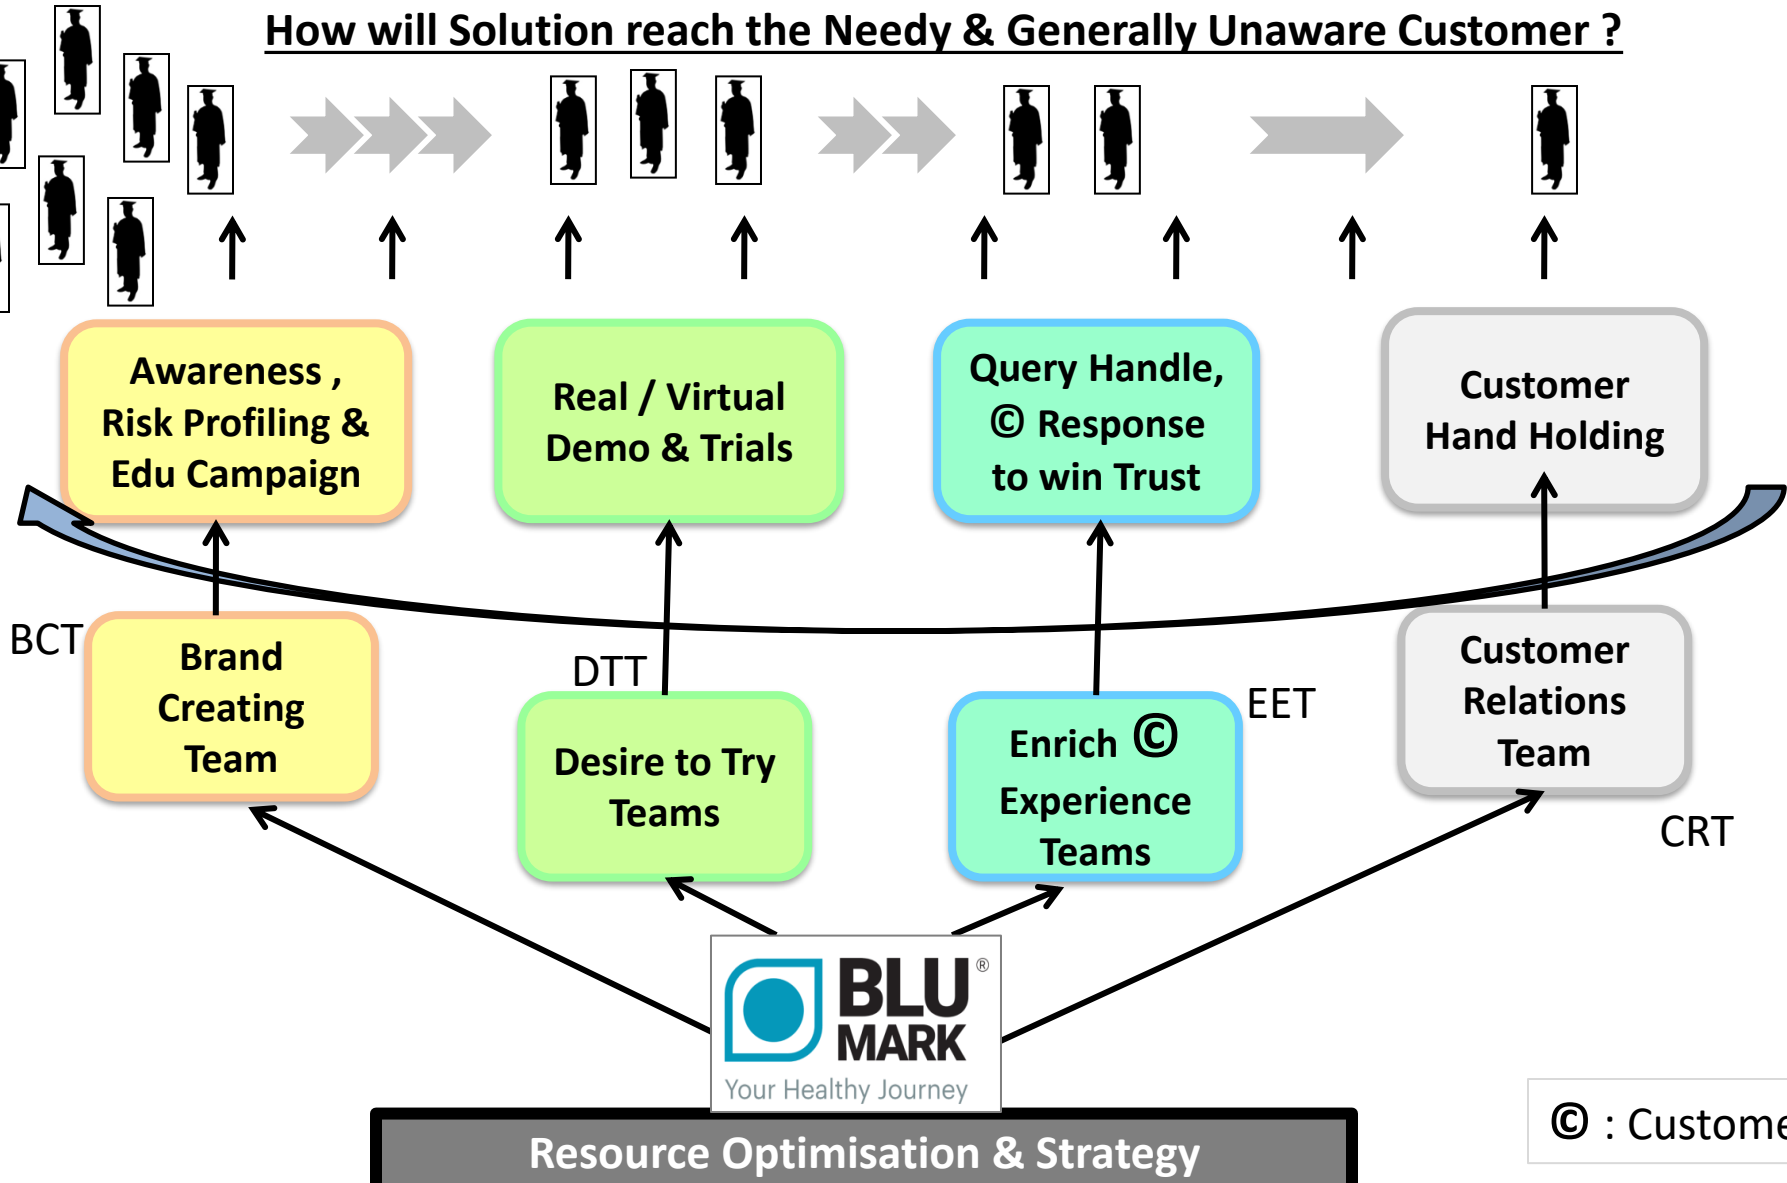 How will Solution reach the Needy & Generally Unaware Customer ?
Awareness ,
Risk Profiling &
Edu Campaign
Real / Virtual
Demo & Trials
Query Handle,
© Response
to win Trust
Customer
Hand Holding
BCT
Brand
Creating
Team
DTT
Desire to Try
Teams
EET
Enrich ©
Experience
Teams
Customer
Relations
Team
CRT
BLU®
MARK
Your Healthy Journey
Resource Optimisation & Strategy
© : Custome